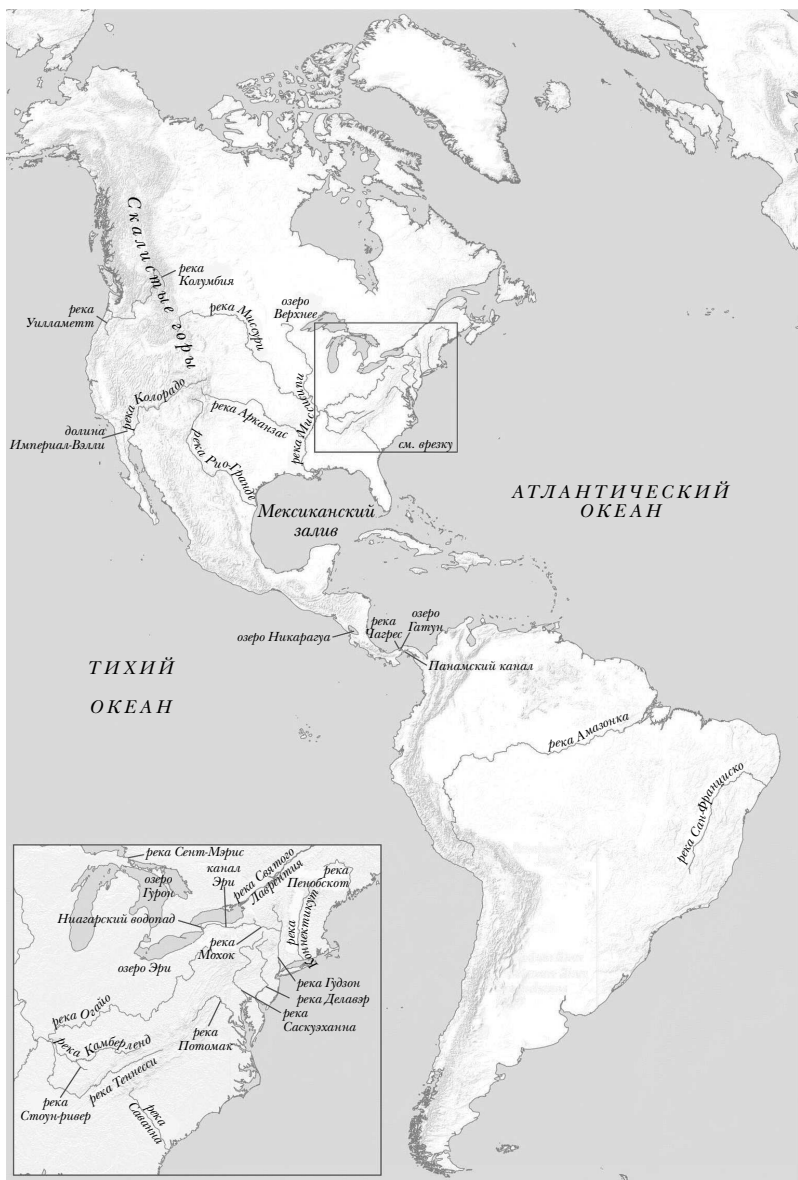 Скалистые горы
река
Колумбия
река
Уилламетт
река Миссури
озеро
Верхнее
река Миссисипи
река Колорадо
река Арканзас
долина
Империал-Вэлли
река Рио-Гранде
см. врезку
Мексиканский
залив
АТЛАНТИЧЕСКИЙ
ОКЕАН
озеро Никарагуа
река
Чагрес
озеро
Гатун
Панамский канал
ТИХИЙ
ОКЕАН
река Амазонка
река Сан-Франциско
река Сент-Мэрис
озеро
Гурон
канал
Эри
река Святого
Лаврентия
река
Пенобскот
Ниагарский водопад
река
Мохок
река
Коннектикут
озеро Эри
река Гудзон
река Делавэр
река
Саскуэханна
река Огайо
река
Потомак
река Камберленд
река Теннесси
река
Стоун-ривер
река
Саванна